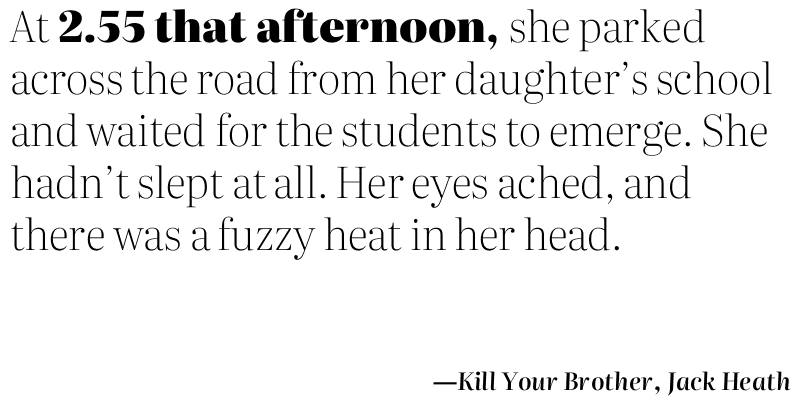 At 2.55 that afternoon, she parked
across the road from her daughter’s school
and waited for the students to emerge. She
hadn’t slept at all. Her eyes ached, and
there was a fuzzy heat in her head.
—Kill Your Brother, Jack Heath